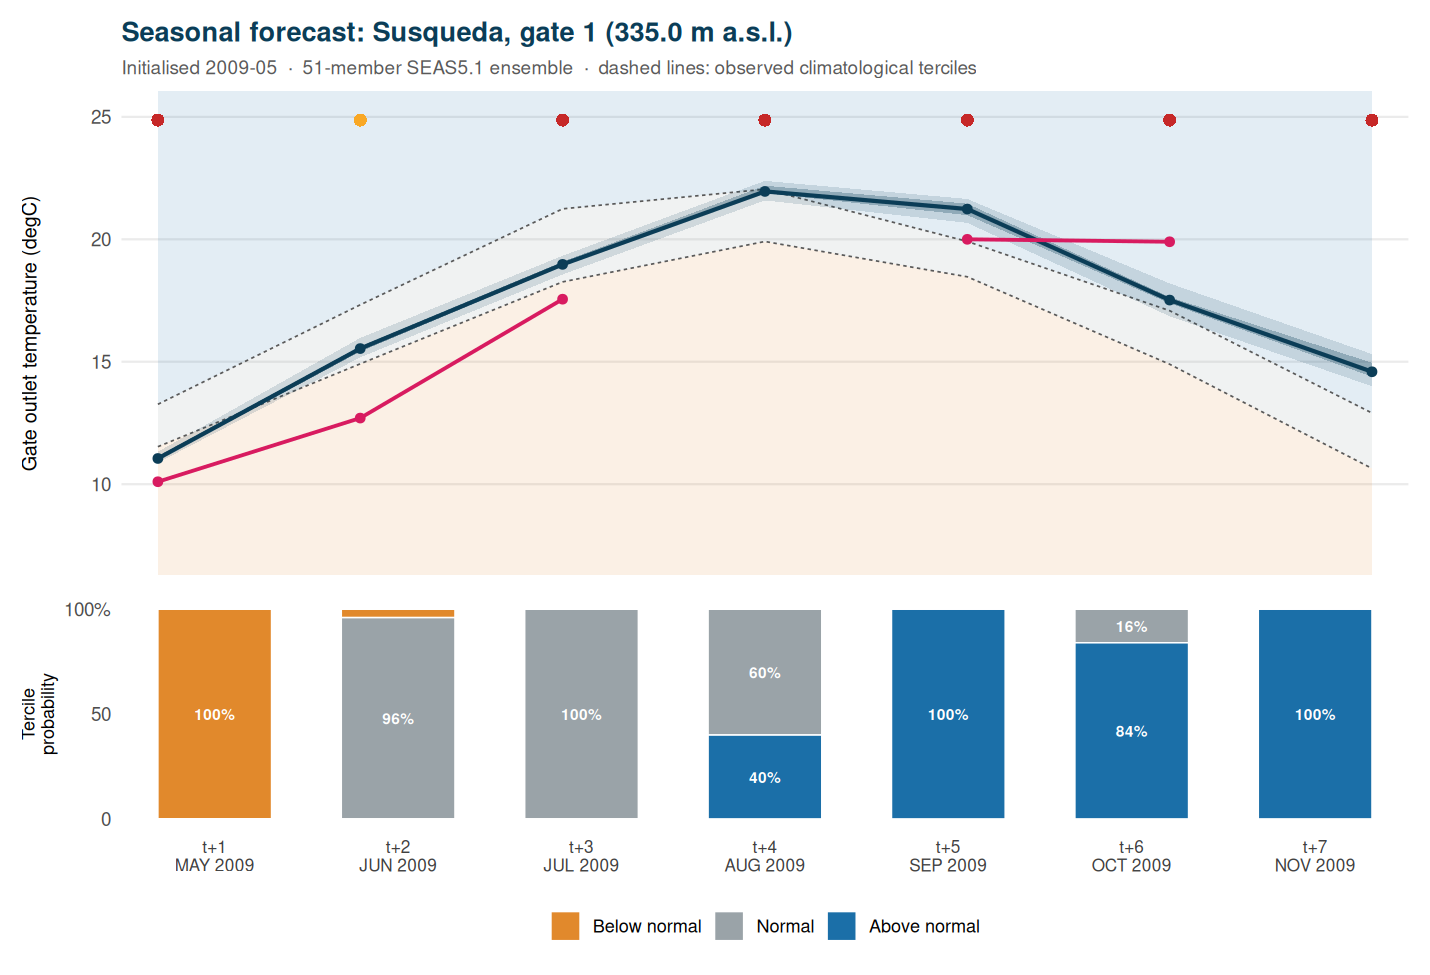 Seasonal forecast: Susqueda, gate 1 (335.0 m a.s.l.)
Initialised 2009-05 · 51-member SEAS5.1 ensemble · dashed lines: observed climatological terciles
Gate outlet temperature (degC)
25
20
15
10
Tercile
probability
100%
50
0
100%
96%
100%
60%
40%
100%
16%
84%
100%
t+1
MAY 2009
t+2
JUN 2009
t+3
JUL 2009
t+4
AUG 2009
t+5
SEP 2009
t+6
OCT 2009
t+7
NOV 2009
Below normal
Normal
Above normal